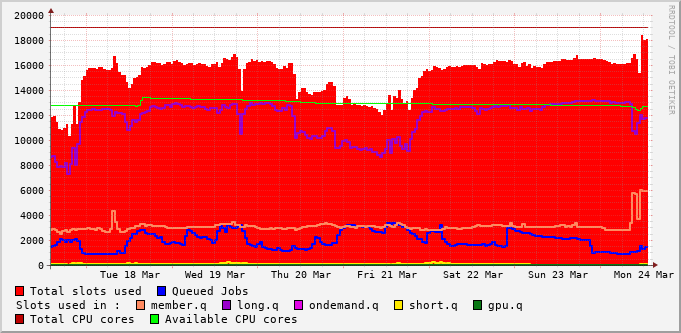 RRDTOOL / TOBI OETIKER
20000
18000
16000
14000
12000
10000
8000
6000
4000
2000
0
Tue 18 Mar Wed 19 Mar Thu 20 Mar Fri 21 Mar Sat 22 Mar Sun 23 Mar Mon 24 Mar
Total slots used Queued Jobs
Slots used in : member.q long.q ondemand.q short.q gpu.q
Total CPU cores Available CPU cores